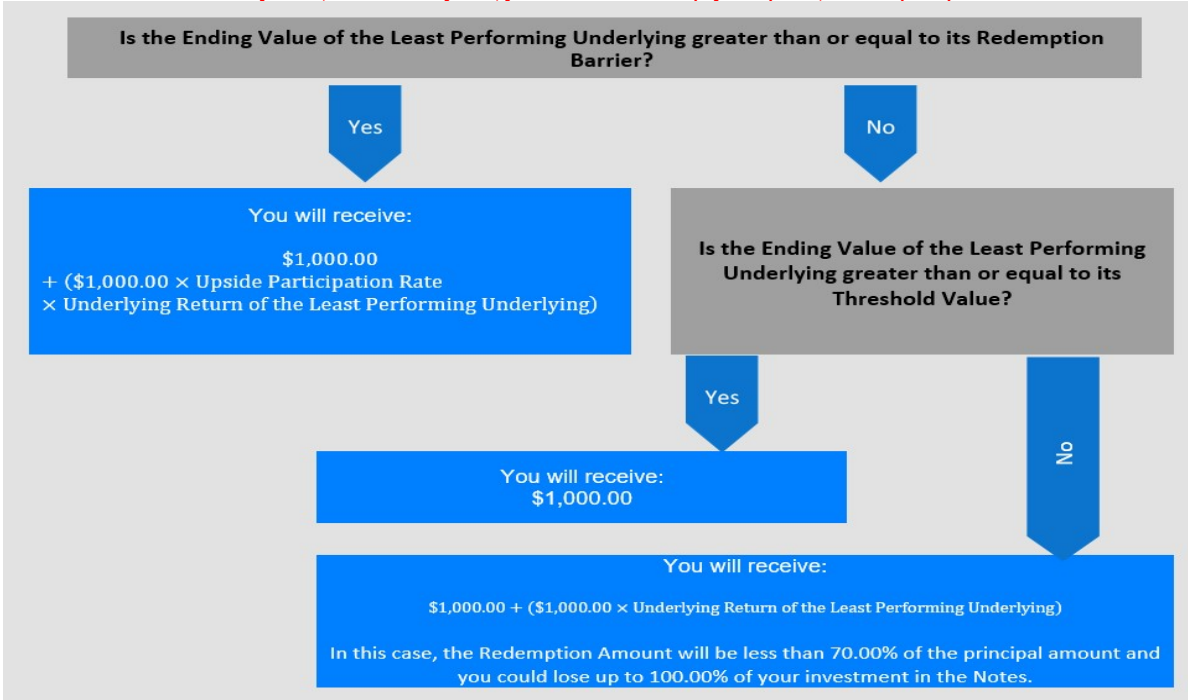 Is the Ending Value of the Least Performing Underlying greater than or equal to its Redemption
Barrier?
Yes
No
You will receive:
$1,000.00
+ ($1,000.00 × Upside Participation Rate
× Underlying Return of the Least Performing Underlying)
Is the Ending Value of the Least Performing
Underlying greater than or equal to its
Threshold Value?
Yes
No
You will receive:
$1,000.00
You will receive:
$1,000.00 + ($1,000.00 × Underlying Return of the Least Performing Underlying)
In this case, the Redemption Amount will be less than 70.00% of the principal amount and
you could lose up to 100.00% of your investment in the Notes.